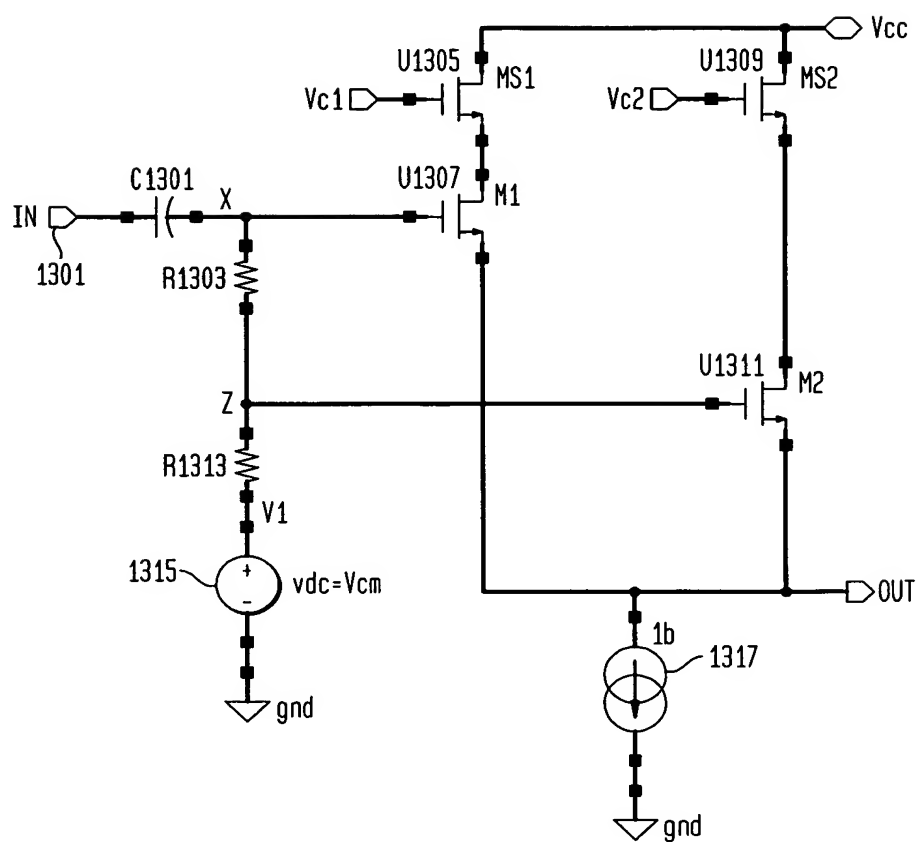 Vcc
U1305
MS1
U1309
MS2
Vc1
Vc2
C1301
X
U1307
M1
IN
1301
R1303
U1311
M2
Z
R1313
V1
1315
+
-
vdc=Vcm
OUT
1b
1317
gnd
gnd